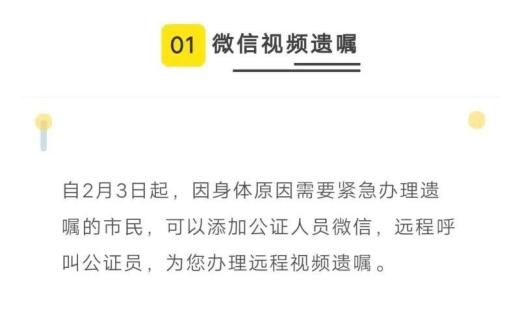 01 微信视频遗嘱
自2月3日起，因身体原因需要紧急办理遗
嘱的市民，可以添加公证人员微信，远程呼
叫公证员，为您办理远程视频遗嘱。